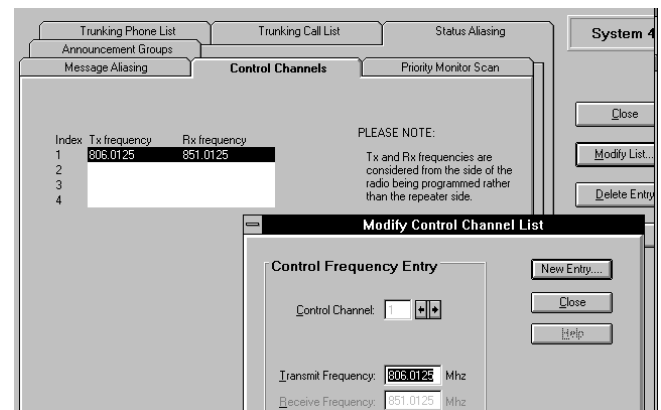 Trunking Phone List Trunking Call List Status Aliasing
Announcement Groups
Message Aliasing Control Channels Priority Monitor Scan
System 4
Close
Modify List...
Delete Entry
Index Tx frequency Rx frequency
1 806.0125 851.0125
2
3
4
PLEASE NOTE:
Tx and Rx frequencies are
considered from the side of the
radio being programmed rather
than the repeater side.
Modify Control Channel List
Control Frequency Entry
Control Channel: 1
Transmit Frequency: 806.0125 Mhz
Receive Frequency: 851.0125 Mhz
New Entry....
Close
Help